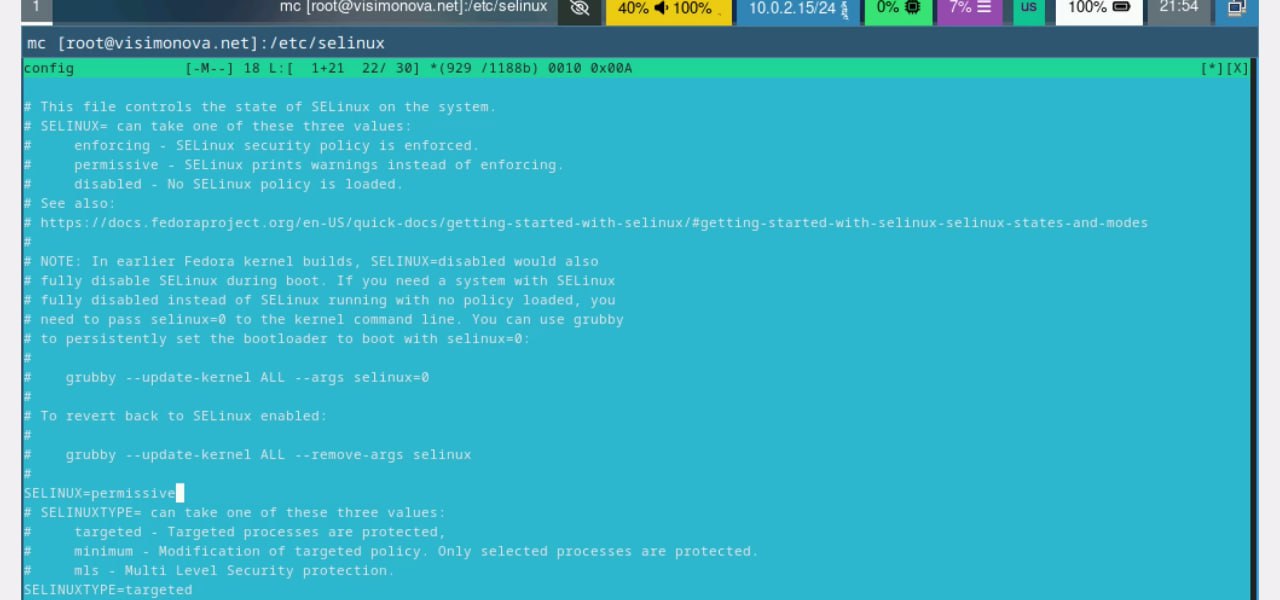 1 mc [root@visimonova.net]:/etc/selinux 40% 100% 10.0.2.15/24 0% 7% us 100% 21:54
mc [root@visimonova.net]:/etc/selinux
config [-M--] 18 L:[ 1+21 22/ 30] *(929 /1188b) 0010 0x00A [*][X]
# This file controls the state of SELinux on the system.
# SELINUX= can take one of these three values:
#     enforcing - SELinux security policy is enforced.
#     permissive - SELinux prints warnings instead of enforcing.
#     disabled - No SELinux policy is loaded.
# See also:
# https://docs.fedoraproject.org/en-US/quick-docs/getting-started-with-selinux/#getting-started-with-selinux-selinux-states-and-modes
#
# NOTE: In earlier Fedora kernel builds, SELINUX=disabled would also
# fully disable SELinux during boot. If you need a system with SELinux
# fully disabled instead of SELinux running with no policy loaded, you
# need to pass selinux=0 to the kernel command line. You can use grubby
# to persistently set the bootloader to boot with selinux=0:
#
#    grubby --update-kernel ALL --args selinux=0
#
# To revert back to SELinux enabled:
#
#    grubby --update-kernel ALL --remove-args selinux
#
SELINUX=permissive
# SELINUXTYPE= can take one of these three values:
#     targeted - Targeted processes are protected,
#     minimum - Modification of targeted policy. Only selected processes are protected.
#     mls - Multi Level Security protection.
SELINUXTYPE=targeted